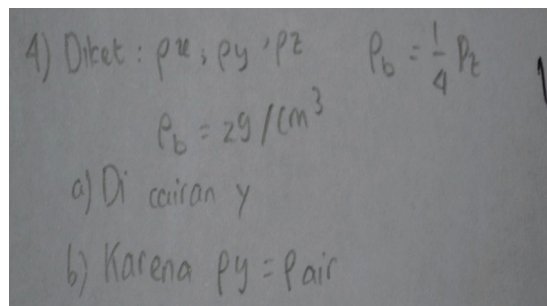 4) Diket : ρx ; ρy , ρz   ρb = 1/4 ρz
ρb = 2g/cm³
a) Di cairan y
b) Karena ρy = ρair